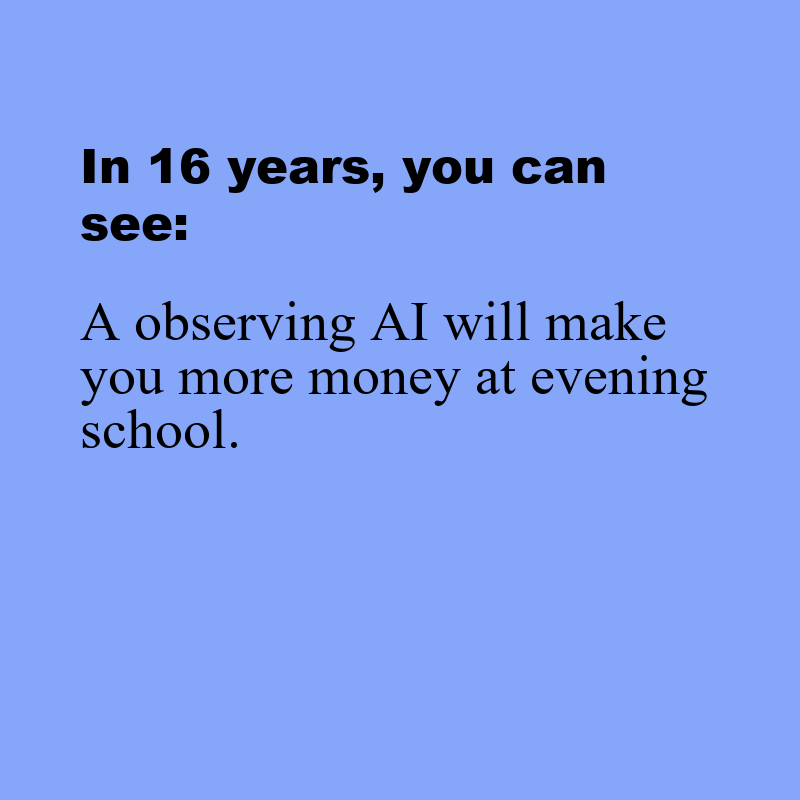 In 16 years, you can
see:
A observing AI will make
you more money at evening
school.